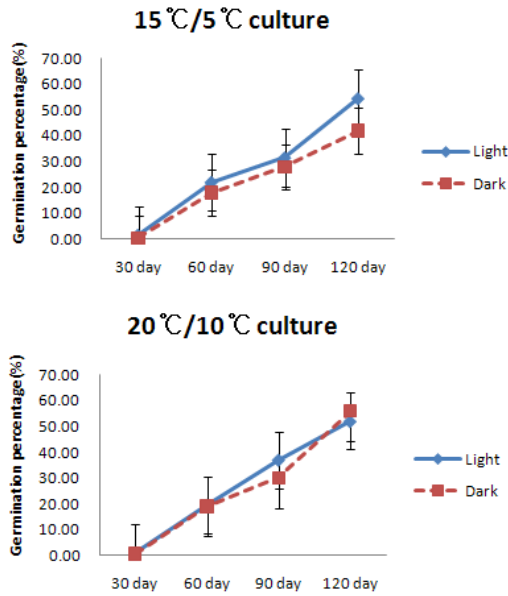 15℃/5℃ culture
Germination percentage(%)
70.00
60.00
50.00
40.00
30.00
20.00
10.00
0.00
30 day 60 day 90 day 120 day
Light
Dark
20℃/10℃ culture
Germination percentage(%)
70.00
60.00
50.00
40.00
30.00
20.00
10.00
0.00
30 day 60 day 90 day 120 day
Light
Dark